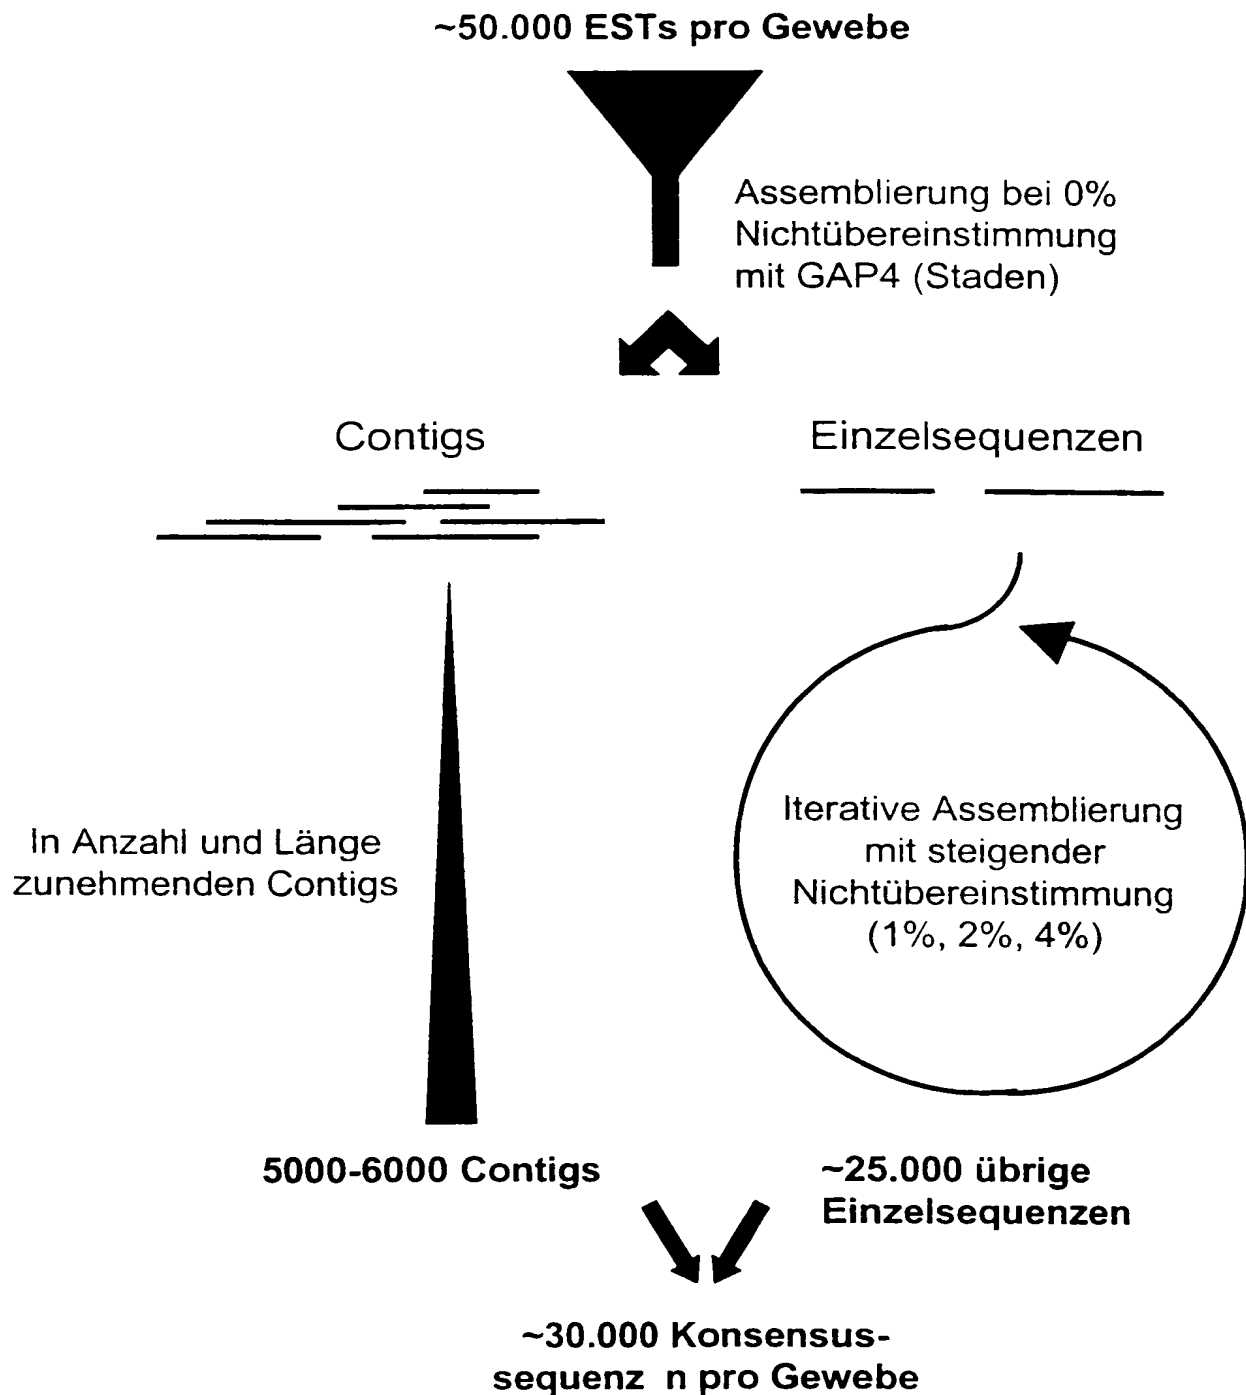 ~50.000 ESTs pro Gewebe
Assemblierung bei 0%
Nichtübereinstimmung
mit GAP4 (Staden)
Contigs
Einzelsequenzen
In Anzahl und Länge
zunehmenden Contigs
Iterative Assemblierung
mit steigender
Nichtübereinstimmung
(1%, 2%, 4%)
5000-6000 Contigs
~25.000 übrige
Einzelsequenzen
~30.000 Konsensus-
sequenz n pro Gewebe